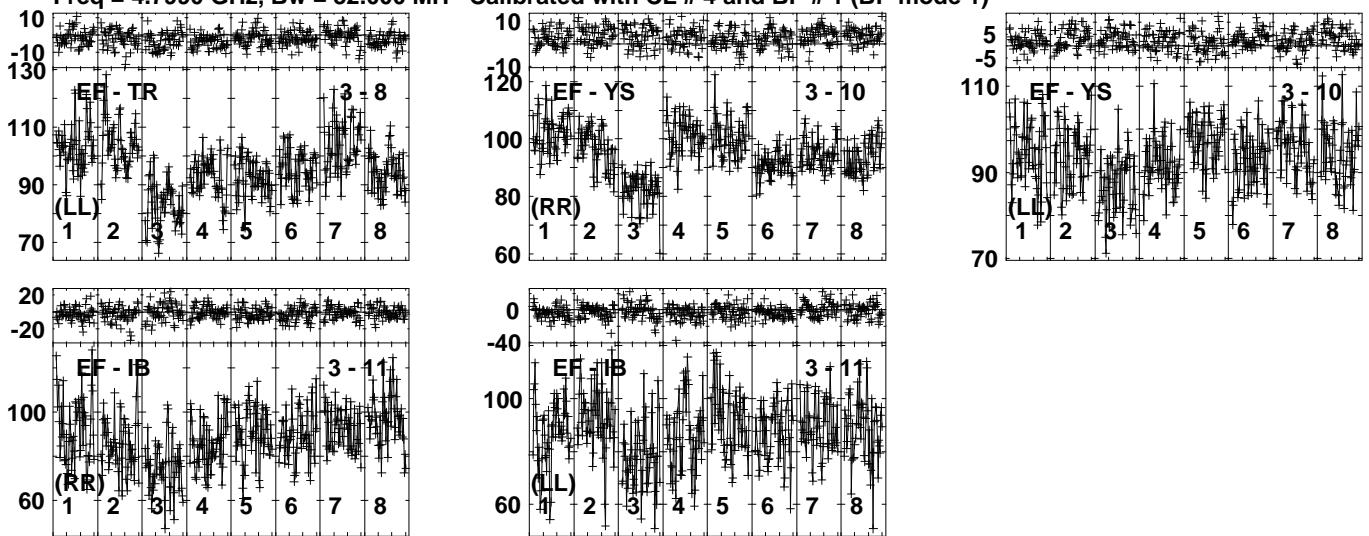 Freq = GHz, Bw = MH Calibrated with CL # 4 and BP # 1 (BP mode 1)
10
-10
130
110
90
70
EF - TR
3 - 8
(LL)
1 2 3 4 5 6 7 8
10
-10
120
100
80
60
EF - YS
3 - 10
(RR)
1 2 3 4 5 6 7 8
5
-5
110
90
70
EF - YS
3 - 10
(LL)
1 2 3 4 5 6 7 8
20
-20
100
60
EF - IB
3 - 11
(RR)
1 2 3 4 5 6 7 8
0
-40
100
60
EF - IB
3 - 11
(LL)
1 2 3 4 5 6 7 8